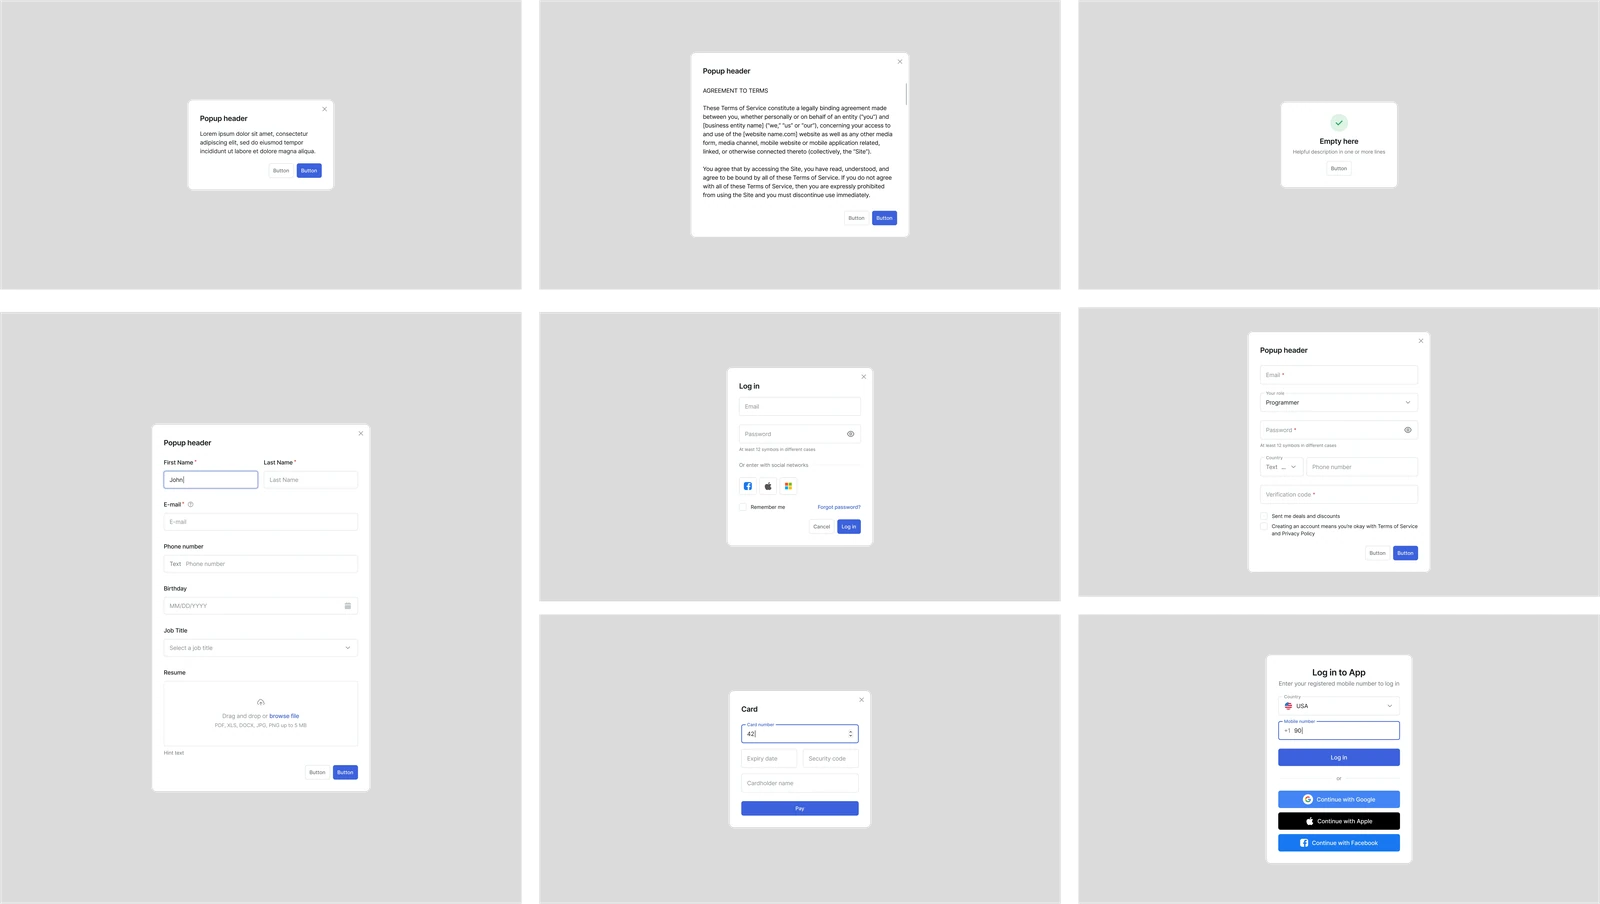 Popup header
Lorem ipsum dolor sit amet, consectetur
adipiscing elit, sed do eiusmod tempor
incididunt ut labore et dolore magna aliqua.
Button
Button
Popup header
AGREEMENT TO TERMS
These Terms of Service constitute a legally binding agreement made
between you, whether personally or on behalf of an entity ("you") and
[business entity name] ("we," "us" or "our"), concerning your access to
and use of the [website name.com] website as well as any other media
form, media channel, mobile website or mobile application related,
linked, or otherwise connected thereto (collectively, the "Site").
You agree that by accessing the Site, you have read, understood, and
agree to be bound by all of these Terms of Service. If you do not agree
with all of these Terms of Service, then you are expressly prohibited
from using the Site and you must discontinue use immediately.
Button
Button
Empty here
Helpful description in one or more lines
Button
Popup header
First Name *
Last Name *
John
Last Name
E-mail *
E-mail
Phone number
Text Phone number
Birthday
MM/DD/YYYY
Job Title
Select a job title
Resume
Drag and drop or browse file
PDF, XLS, DOCX, JPG, PNG up to 5 MB
Hint text
Button
Button
Log in
Email
Password
At least 12 symbols in different cases
Or enter with social networks
Remember me
Forgot password?
Cancel
Log in
Popup header
Email *
Your role
Programmer
Password *
At least 12 symbols in different cases
Country
Text ...
Phone number
Verification code *
Sent me deals and discounts
Creating an account means you're okay with Terms of Service
and Privacy Policy
Button
Button
Card
Card number
42
Expiry date
Security code
Cardholder name
Pay
Log in to App
Enter your registered mobile number to log in
Country
USA
Mobile number
+1 90
Log in
or
Continue with Google
Continue with Apple
Continue with Facebook